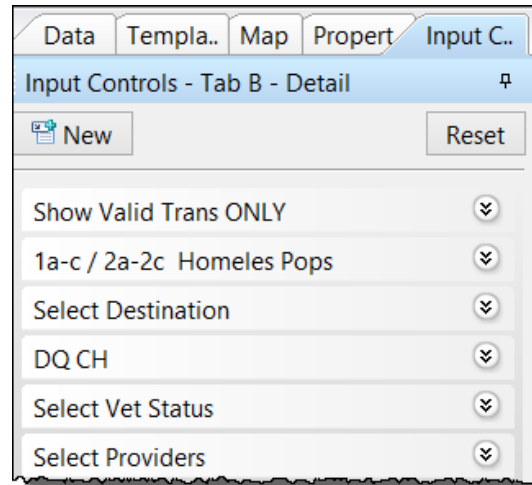 Data Templa.. Map Propert Input C..
Input Controls - Tab B - Detail
New Reset
Show Valid Trans ONLY
1a-c / 2a-2c Homeles Pops
Select Destination
DQ CH
Select Vet Status
Select Providers